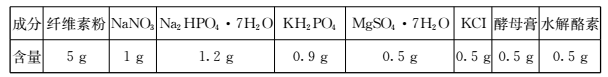 成分 纤维素粉 NaNO₃ Na₂HPO₄・7H₂O KH₂PO₄ MgSO₄・7H₂O KCl 酵母膏 水解酪素
含量 5 g 1 g 1.2 g 0.9 g 0.5 g 0.5 g 0.5 g 0.5 g